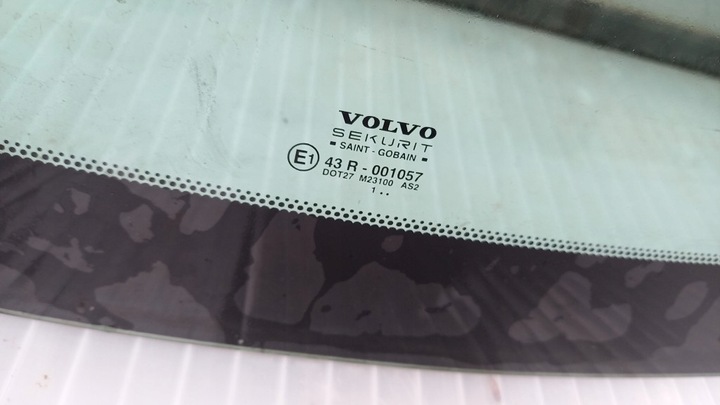 VOLVO
SEKURIT
SAINT - GOBAIN
E1 43 R - 001057
DOT27 M23100 AS2
1 • •